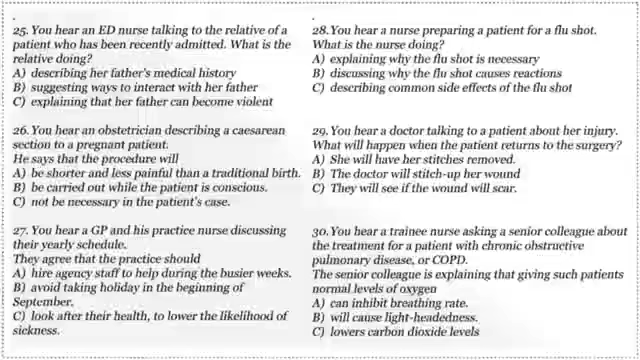 25. You hear an ED nurse talking to the relative of a
patient who has been recently admitted. What is the
relative doing?
A) describing her father's medical history
B) suggesting ways to interact with her father
C) explaining that her father can become violent
26. You hear an obstetrician describing a caesarean
section to a pregnant patient.
He says that the procedure will
A) be shorter and less painful than a traditional birth.
B) be carried out while the patient is conscious.
C) not be necessary in the patient's case.
27. You hear a GP and his practice nurse discussing
their yearly schedule.
They agree that the practice should
A) hire agency staff to help during the busier weeks.
B) avoid taking holiday in the beginning of
September.
C) look after their health, to lower the likelihood of
sickness.
28. You hear a nurse preparing a patient for a flu shot.
What is the nurse doing?
A) explaining why the flu shot is necessary
B) discussing why the flu shot causes reactions
C) describing common side effects of the flu shot
29. You hear a doctor talking to a patient about her injury.
What will happen when the patient returns to the surgery?
A) She will have her stitches removed.
B) The doctor will stitch-up her wound
C) They will see if the wound will scar.
30. You hear a trainee nurse asking a senior colleague about
the treatment for a patient with chronic obstructive
pulmonary disease, or COPD.
The senior colleague is explaining that giving such patients
normal levels of oxygen
A) can inhibit breathing rate.
B) will cause light-headedness.
C) lowers carbon dioxide levels